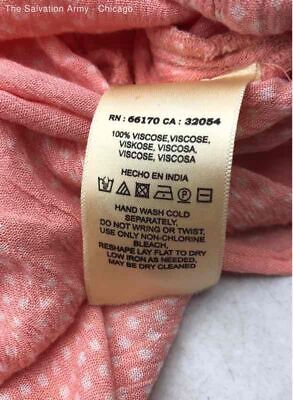 The Salvation Army - Chicago
RN : 66170 CA : 32054
100% VISCOSE, VISCOSE,
VISKOSE, VISCOSA,
VISCOSE, VISCOSA
HECHO EN INDIA
P
HAND WASH COLD
SEPARATELY,
DO NOT WRING OR TWIST,
USE ONLY NON-CHLORINE
BLEACH,
RESHAPE LAY FLAT TO DRY
LOW IRON AS NEEDED,
MAY BE DRY CLEANED